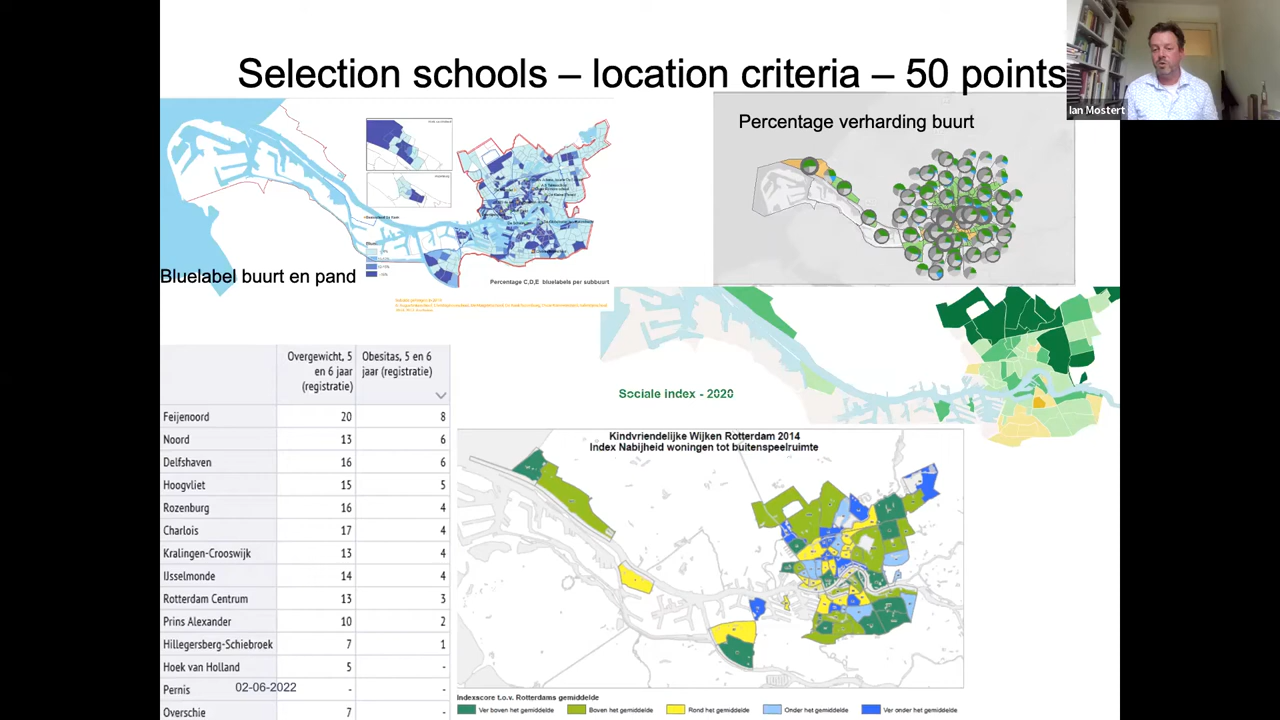 Selection schools – location criteria – 50 points
Ian Mostert
Percentage verharding buurt
Bluelabel buurt en pand
Percentage C,D,E bluelabels per subbuurt
Sociale index - 2020
Overgewicht, 5 en 6 jaar (registratie) Obesitas, 5 en 6 jaar (registratie)
Feijenoord 20 8
Noord 13 6
Delfshaven 16 6
Hoogvliet 15 5
Rozenburg 16 4
Charlois 17 4
Kralingen-Crooswijk 13 4
IJsselmonde 14 4
Rotterdam Centrum 13 3
Prins Alexander 10 2
Hillegersberg-Schiebroek 7 1
Hoek van Holland 5 -
Pernis - -
Overschie 7 -
02-06-2022
Kindvriendelijke Wijken Rotterdam 2014
Index Nabijheid woningen tot buitenspeelruimte
Indexscore t.o.v. Rotterdams gemiddelde
Ver boven het gemiddelde Boven het gemiddelde Rond het gemiddelde Onder het gemiddelde Ver onder het gemiddelde